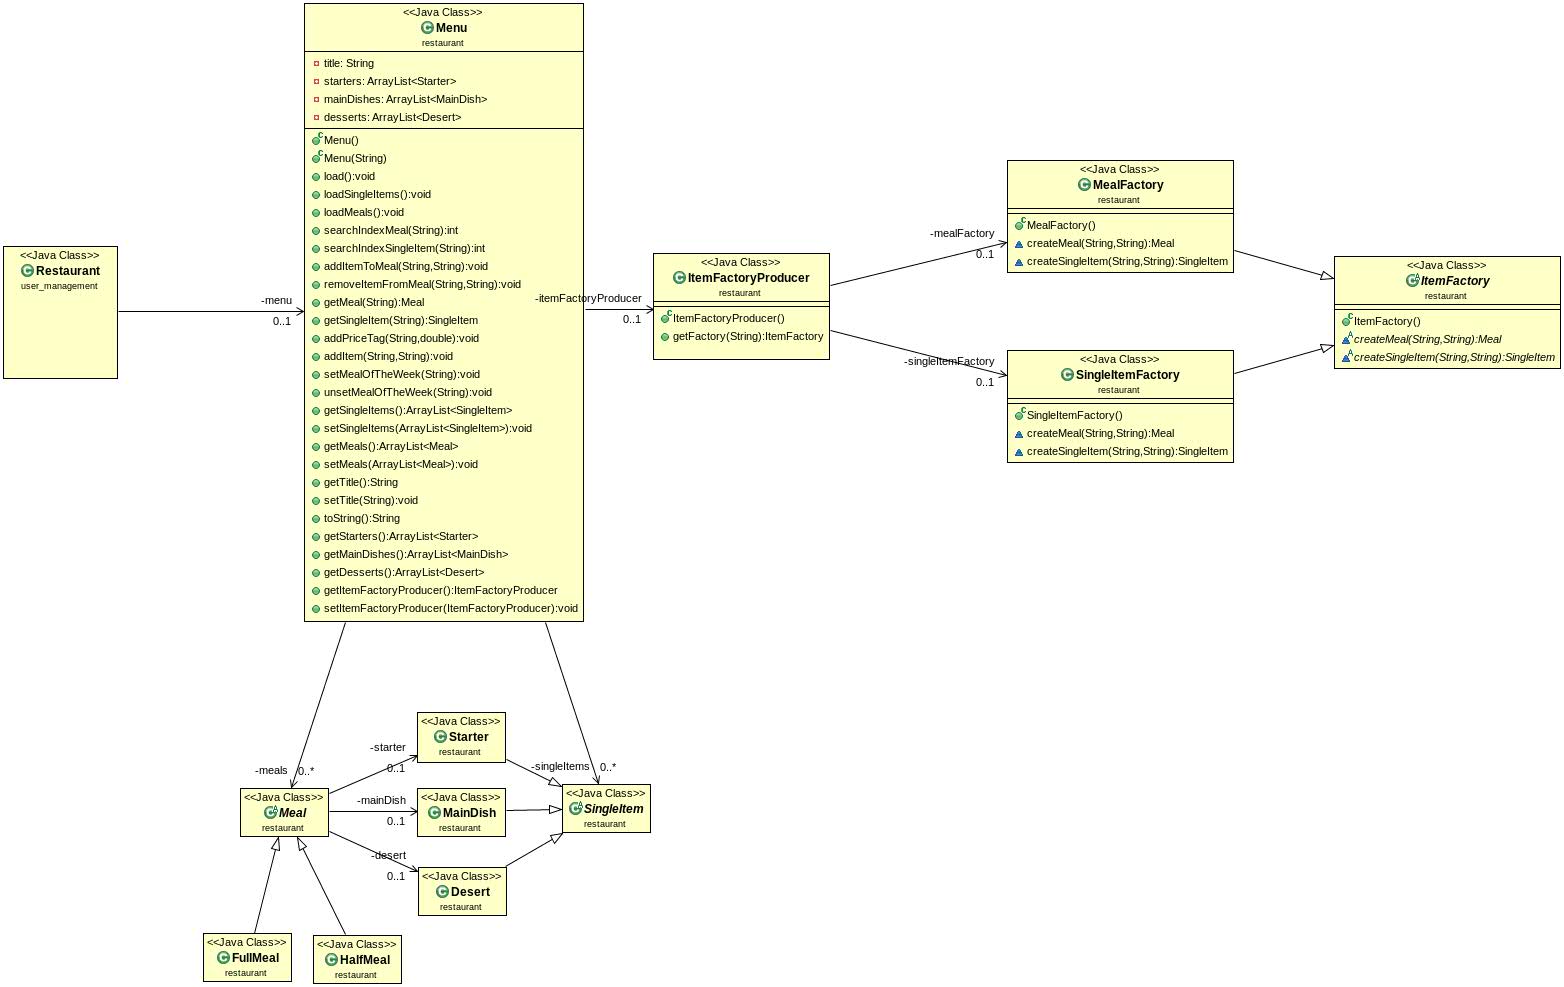 <<Java Class>>
Restaurant
user_management
-menu
0..1
<<Java Class>>
Menu
restaurant
title: String
starters: ArrayList<Starter>
mainDishes: ArrayList<MainDish>
desserts: ArrayList<Desert>
Menu()
Menu(String)
load():void
loadSingleItems():void
loadMeals():void
searchIndexMeal(String):int
searchIndexSingleItem(String):int
addItemToMeal(String,String):void
removeItemFromMeal(String,String):void
getMeal(String):Meal
getSingleItem(String):SingleItem
addPriceTag(String,double):void
addItem(String,String):void
setMealOfTheWeek(String):void
unsetMealOfTheWeek(String):void
getSingleItems():ArrayList<SingleItem>
setSingleItems(ArrayList<SingleItem>):void
getMeals():ArrayList<Meal>
setMeals(ArrayList<Meal>):void
getTitle():String
setTitle(String):void
toString():String
getStarters():ArrayList<Starter>
getMainDishes():ArrayList<MainDish>
getDesserts():ArrayList<Desert>
getItemFactoryProducer():ItemFactoryProducer
setItemFactoryProducer(ItemFactoryProducer):void
-itemFactoryProducer
0..1
<<Java Class>>
ItemFactoryProducer
restaurant
ItemFactoryProducer()
getFactory(String):ItemFactory
-mealFactory
0..1
<<Java Class>>
MealFactory
restaurant
MealFactory()
createMeal(String,String):Meal
createSingleItem(String,String):SingleItem
-singleItemFactory
0..1
<<Java Class>>
SingleItemFactory
restaurant
SingleItemFactory()
createMeal(String,String):Meal
createSingleItem(String,String):SingleItem
<<Java Class>>
ItemFactory
restaurant
ItemFactory()
createMeal(String,String):Meal
createSingleItem(String,String):SingleItem
-meals
0..*
<<Java Class>>
Meal
restaurant
-starter
0..1
<<Java Class>>
Starter
restaurant
-mainDish
0..1
<<Java Class>>
MainDish
restaurant
-desert
0..1
<<Java Class>>
Desert
restaurant
-singleItems
0..*
<<Java Class>>
SingleItem
restaurant
<<Java Class>>
FullMeal
restaurant
<<Java Class>>
HalfMeal
restaurant